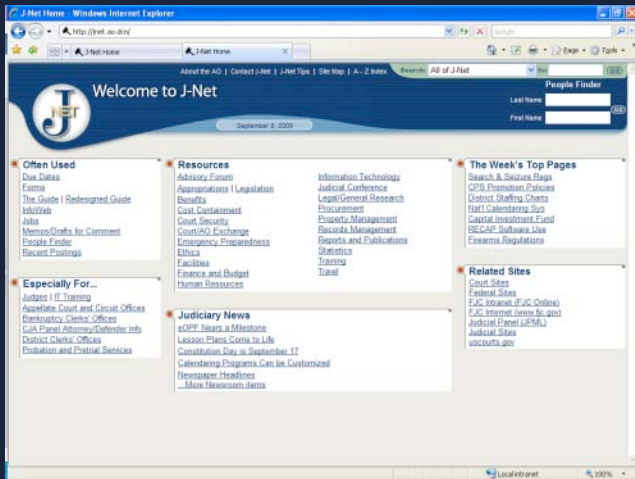 J-Net Home - Windows Internet Explorer
http://jnet.ao.dcn/
Google
J-Net Home
J-Net Home
Page
Tools
About the AO | Contact J-Net | J-Net Tips | Site Map | A - Z Index
Search: All of J-Net
for
GO
J NET
Welcome to J-Net
People Finder
Last Name
First Name
GO
September 8, 2009
Often Used
Due Dates
Forms
The Guide | Redesigned Guide
InfoWeb
Jobs
Memos/Drafts for Comment
People Finder
Recent Postings
Especially For...
Judges | IT Training
Appellate Court and Circuit Offices
Bankruptcy Clerks' Offices
CJA Panel Attorney/Defender Info
District Clerks' Offices
Probation and Pretrial Services
Resources
Advisory Forum
Appropriations | Legislation
Benefits
Cost Containment
Court Security
Court/AO Exchange
Emergency Preparedness
Ethics
Facilities
Finance and Budget
Human Resources
Information Technology
Judicial Conference
Legal/General Research
Procurement
Property Management
Records Management
Reports and Publications
Statistics
Training
Travel
Judiciary News
eOPF Nears a Milestone
Lesson Plans Come to Life
Constitution Day is September 17
Calendaring Programs Can be Customized
Newspaper Headlines
...More Newsroom items
The Week's Top Pages
Search & Seizure Regs
CPS Promotion Policies
District Staffing Charts
Nat'l Calendaring Sys
Capital Investment Fund
RECAP Software Use
Firearms Regulations
Related Sites
Court Sites
Federal Sites
FJC Intranet (FJC Online)
FJC Internet (www.fjc.gov)
Judicial Panel (JPML)
Judicial Sites
uscourts.gov
Local intranet
100%